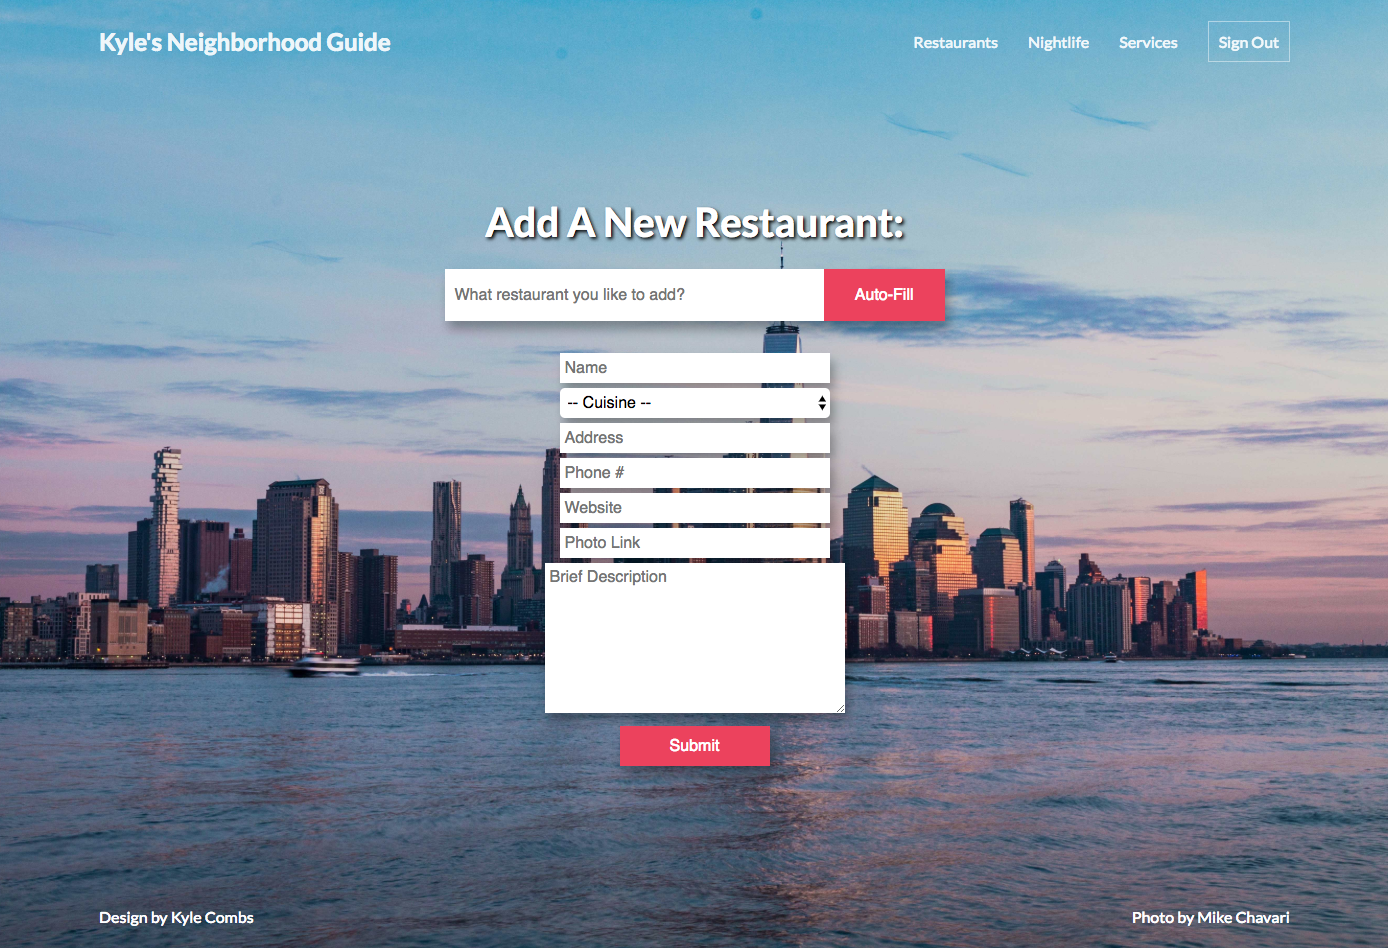 Kyle's Neighborhood Guide
Restaurants
Nightlife
Services
Sign Out
Add A New Restaurant:
What restaurant you like to add?
Auto-Fill
Name
-- Cuisine --
Address
Phone #
Website
Photo Link
Brief Description
Submit
Design by Kyle Combs
Photo by Mike Chavari